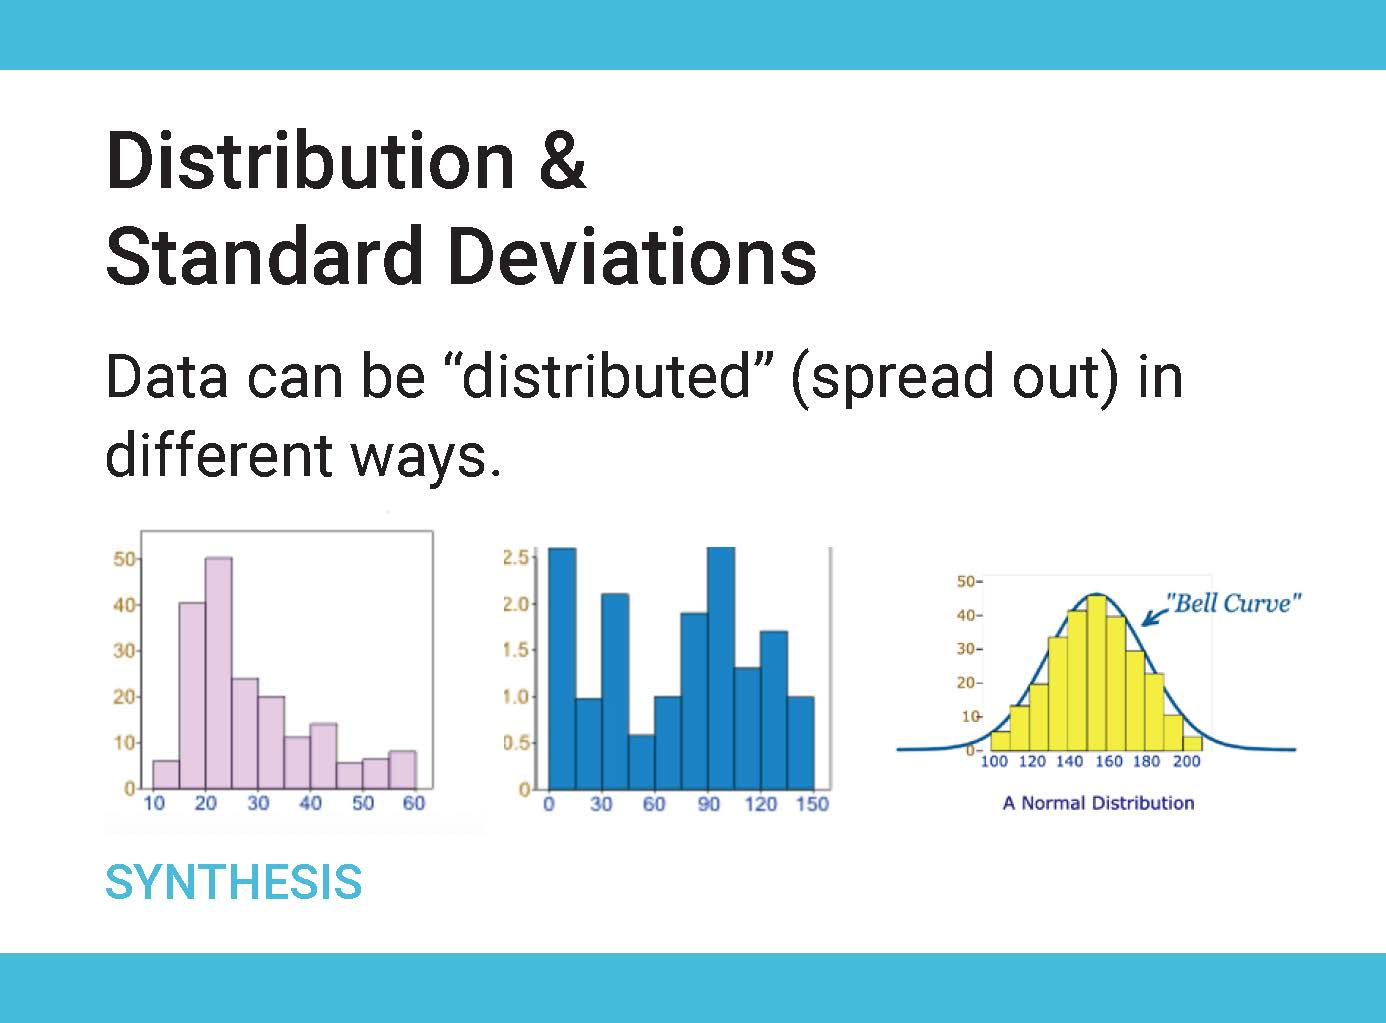 Distribution &
Standard Deviations
Data can be “distributed” (spread out) in
different ways.
50
40
30
20
10
0
10 20 30 40 50 60
2.5
2.0
1.5
1.0
0.5
0
0 30 60 90 120 150
50
40
30
20
10
0
100 120 140 160 180 200
"Bell Curve"
A Normal Distribution
SYNTHESIS